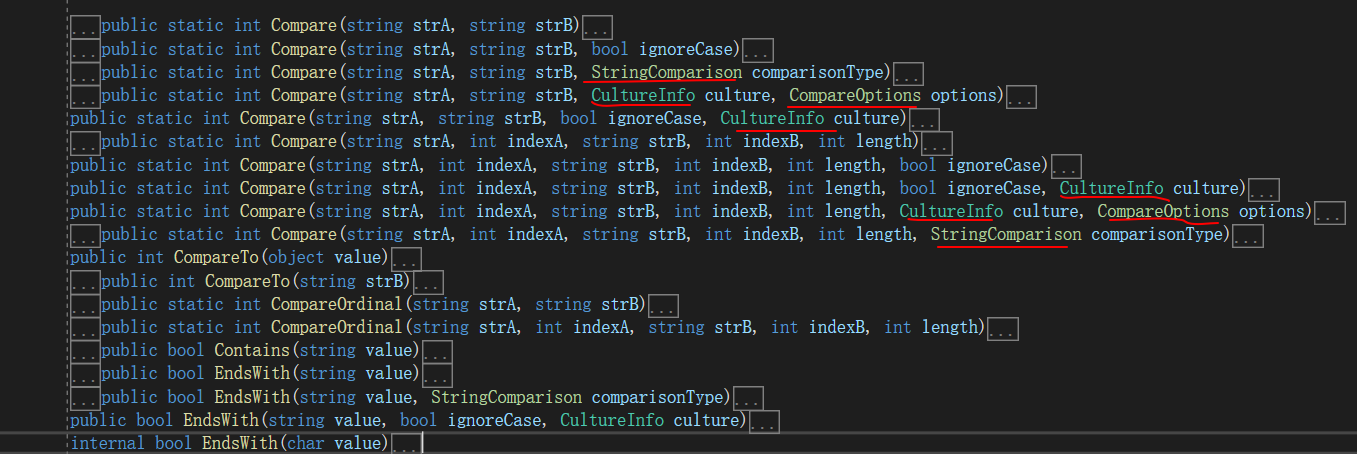 ...public static int Compare(string strA, string strB)...
...public static int Compare(string strA, string strB, bool ignoreCase)...
...public static int Compare(string strA, string strB, StringComparison comparisonType)...
...public static int Compare(string strA, string strB, CultureInfo culture, CompareOptions options)...
public static int Compare(string strA, string strB, bool ignoreCase, CultureInfo culture)...
...public static int Compare(string strA, int indexA, string strB, int indexB, int length)...
public static int Compare(string strA, int indexA, string strB, int indexB, int length, bool ignoreCase)...
public static int Compare(string strA, int indexA, string strB, int indexB, int length, bool ignoreCase, CultureInfo culture)...
public static int Compare(string strA, int indexA, string strB, int indexB, int length, CultureInfo culture, CompareOptions options)...
...public static int Compare(string strA, int indexA, string strB, int indexB, int length, StringComparison comparisonType)...
public int CompareTo(object value)...
...public int CompareTo(string strB)...
...public static int CompareOrdinal(string strA, string strB)...
...public static int CompareOrdinal(string strA, int indexA, string strB, int indexB, int length)...
...public bool Contains(string value)...
...public bool EndsWith(string value)...
...public bool EndsWith(string value, StringComparison comparisonType)...
public bool EndsWith(string value, bool ignoreCase, CultureInfo culture)...
internal bool EndsWith(char value)...